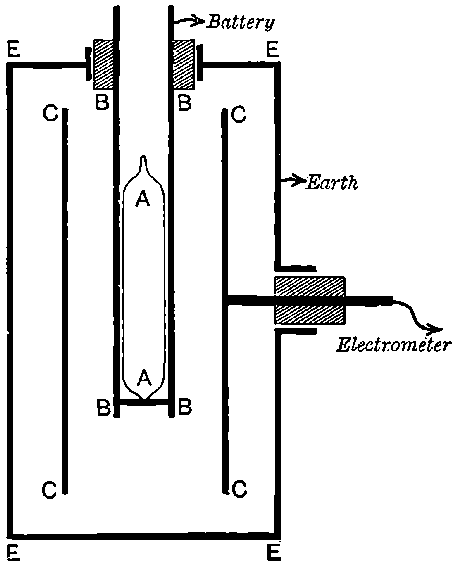 Battery
E E
B B
C C
A
Earth
Electrometer
A
B B
C C
E E